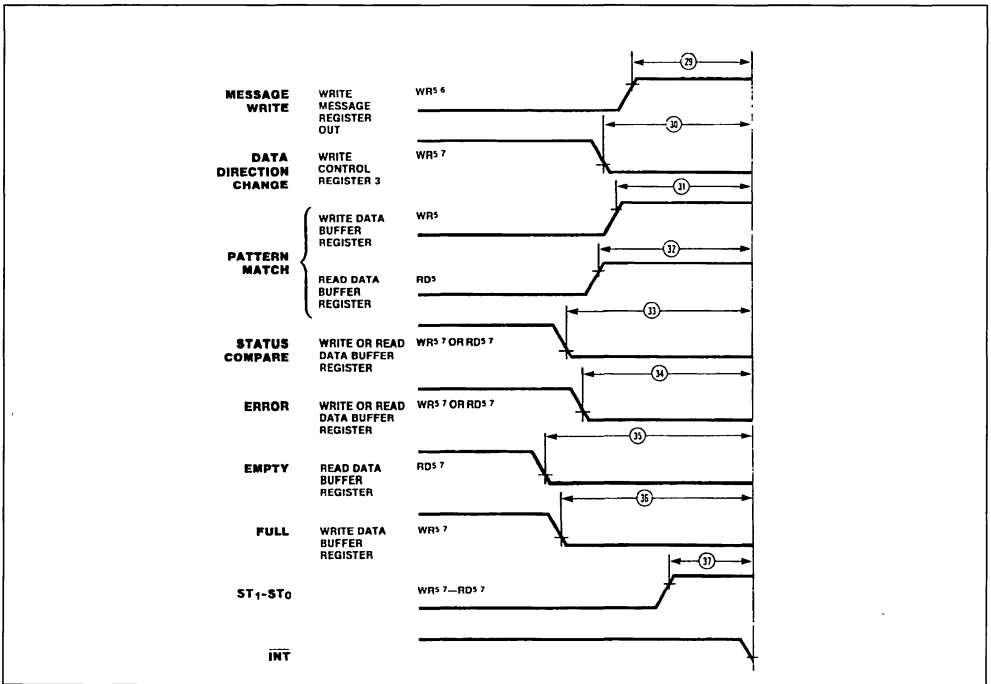 29
MESSAGE WRITE
WRITE MESSAGE REGISTER OUT
WR5 6
30
DATA DIRECTION CHANGE
WRITE CONTROL REGISTER 3
WR5 7
31
PATTERN MATCH
WRITE DATA BUFFER REGISTER
WR5
32
READ DATA BUFFER REGISTER
RD5
33
STATUS COMPARE
WRITE OR READ DATA BUFFER REGISTER
WR5 7 OR RD5 7
34
ERROR
WRITE OR READ DATA BUFFER REGISTER
WR5 7 OR RD5 7
35
EMPTY
READ DATA BUFFER REGISTER
RD5 7
36
FULL
WRITE DATA BUFFER REGISTER
WR5 7
37
ST1-ST0
WR5 7—RD5 7
INT